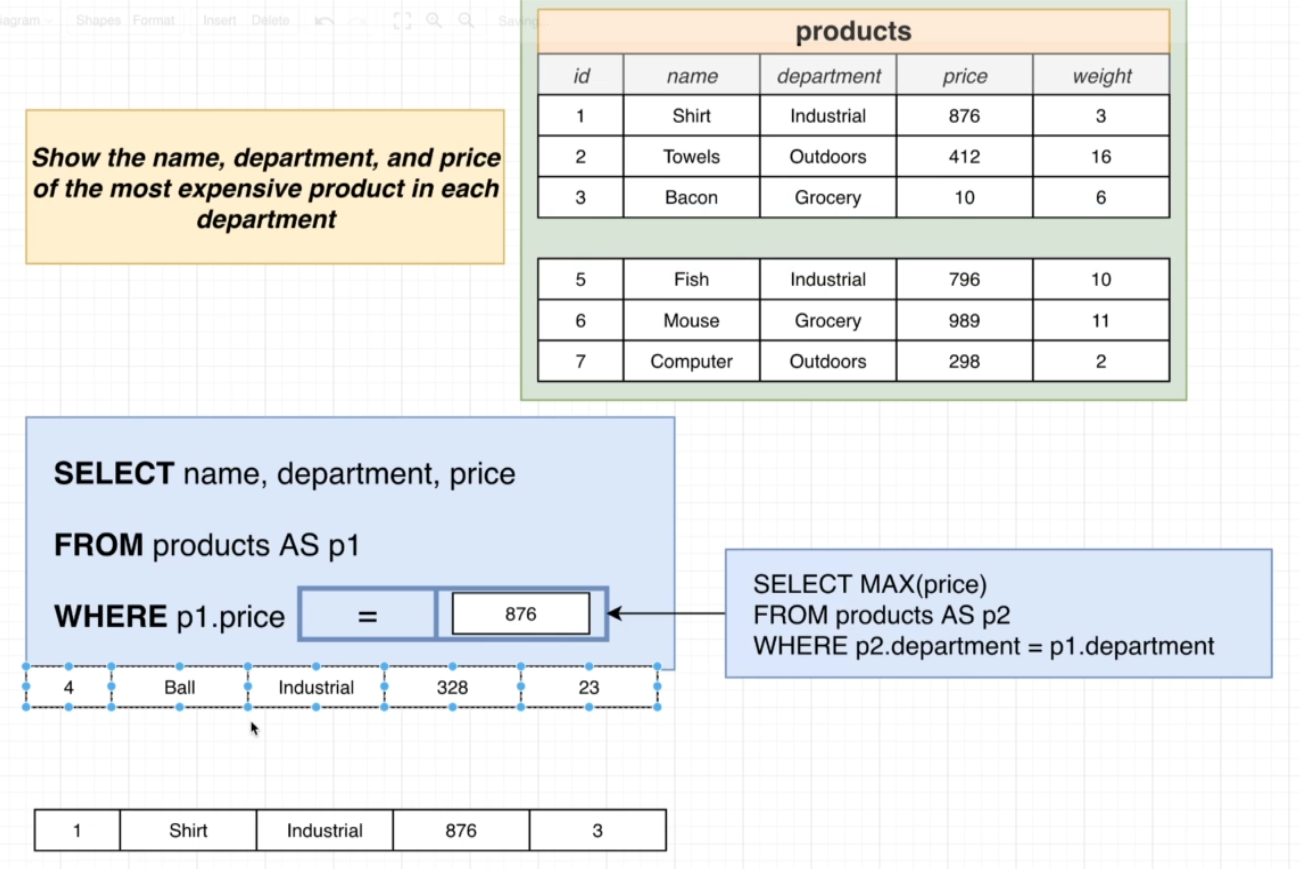 Shapes Format Insert Delete
products
id name department price weight
1 Shirt Industrial 876 3
2 Towels Outdoors 412 16
3 Bacon Grocery 10 6
5 Fish Industrial 796 10
6 Mouse Grocery 989 11
7 Computer Outdoors 298 2
Show the name, department, and price
of the most expensive product in each
department
SELECT name, department, price
FROM products AS p1
WHERE p1.price = 876
SELECT MAX(price)
FROM products AS p2
WHERE p2.department = p1.department
4 Ball Industrial 328 23
1 Shirt Industrial 876 3